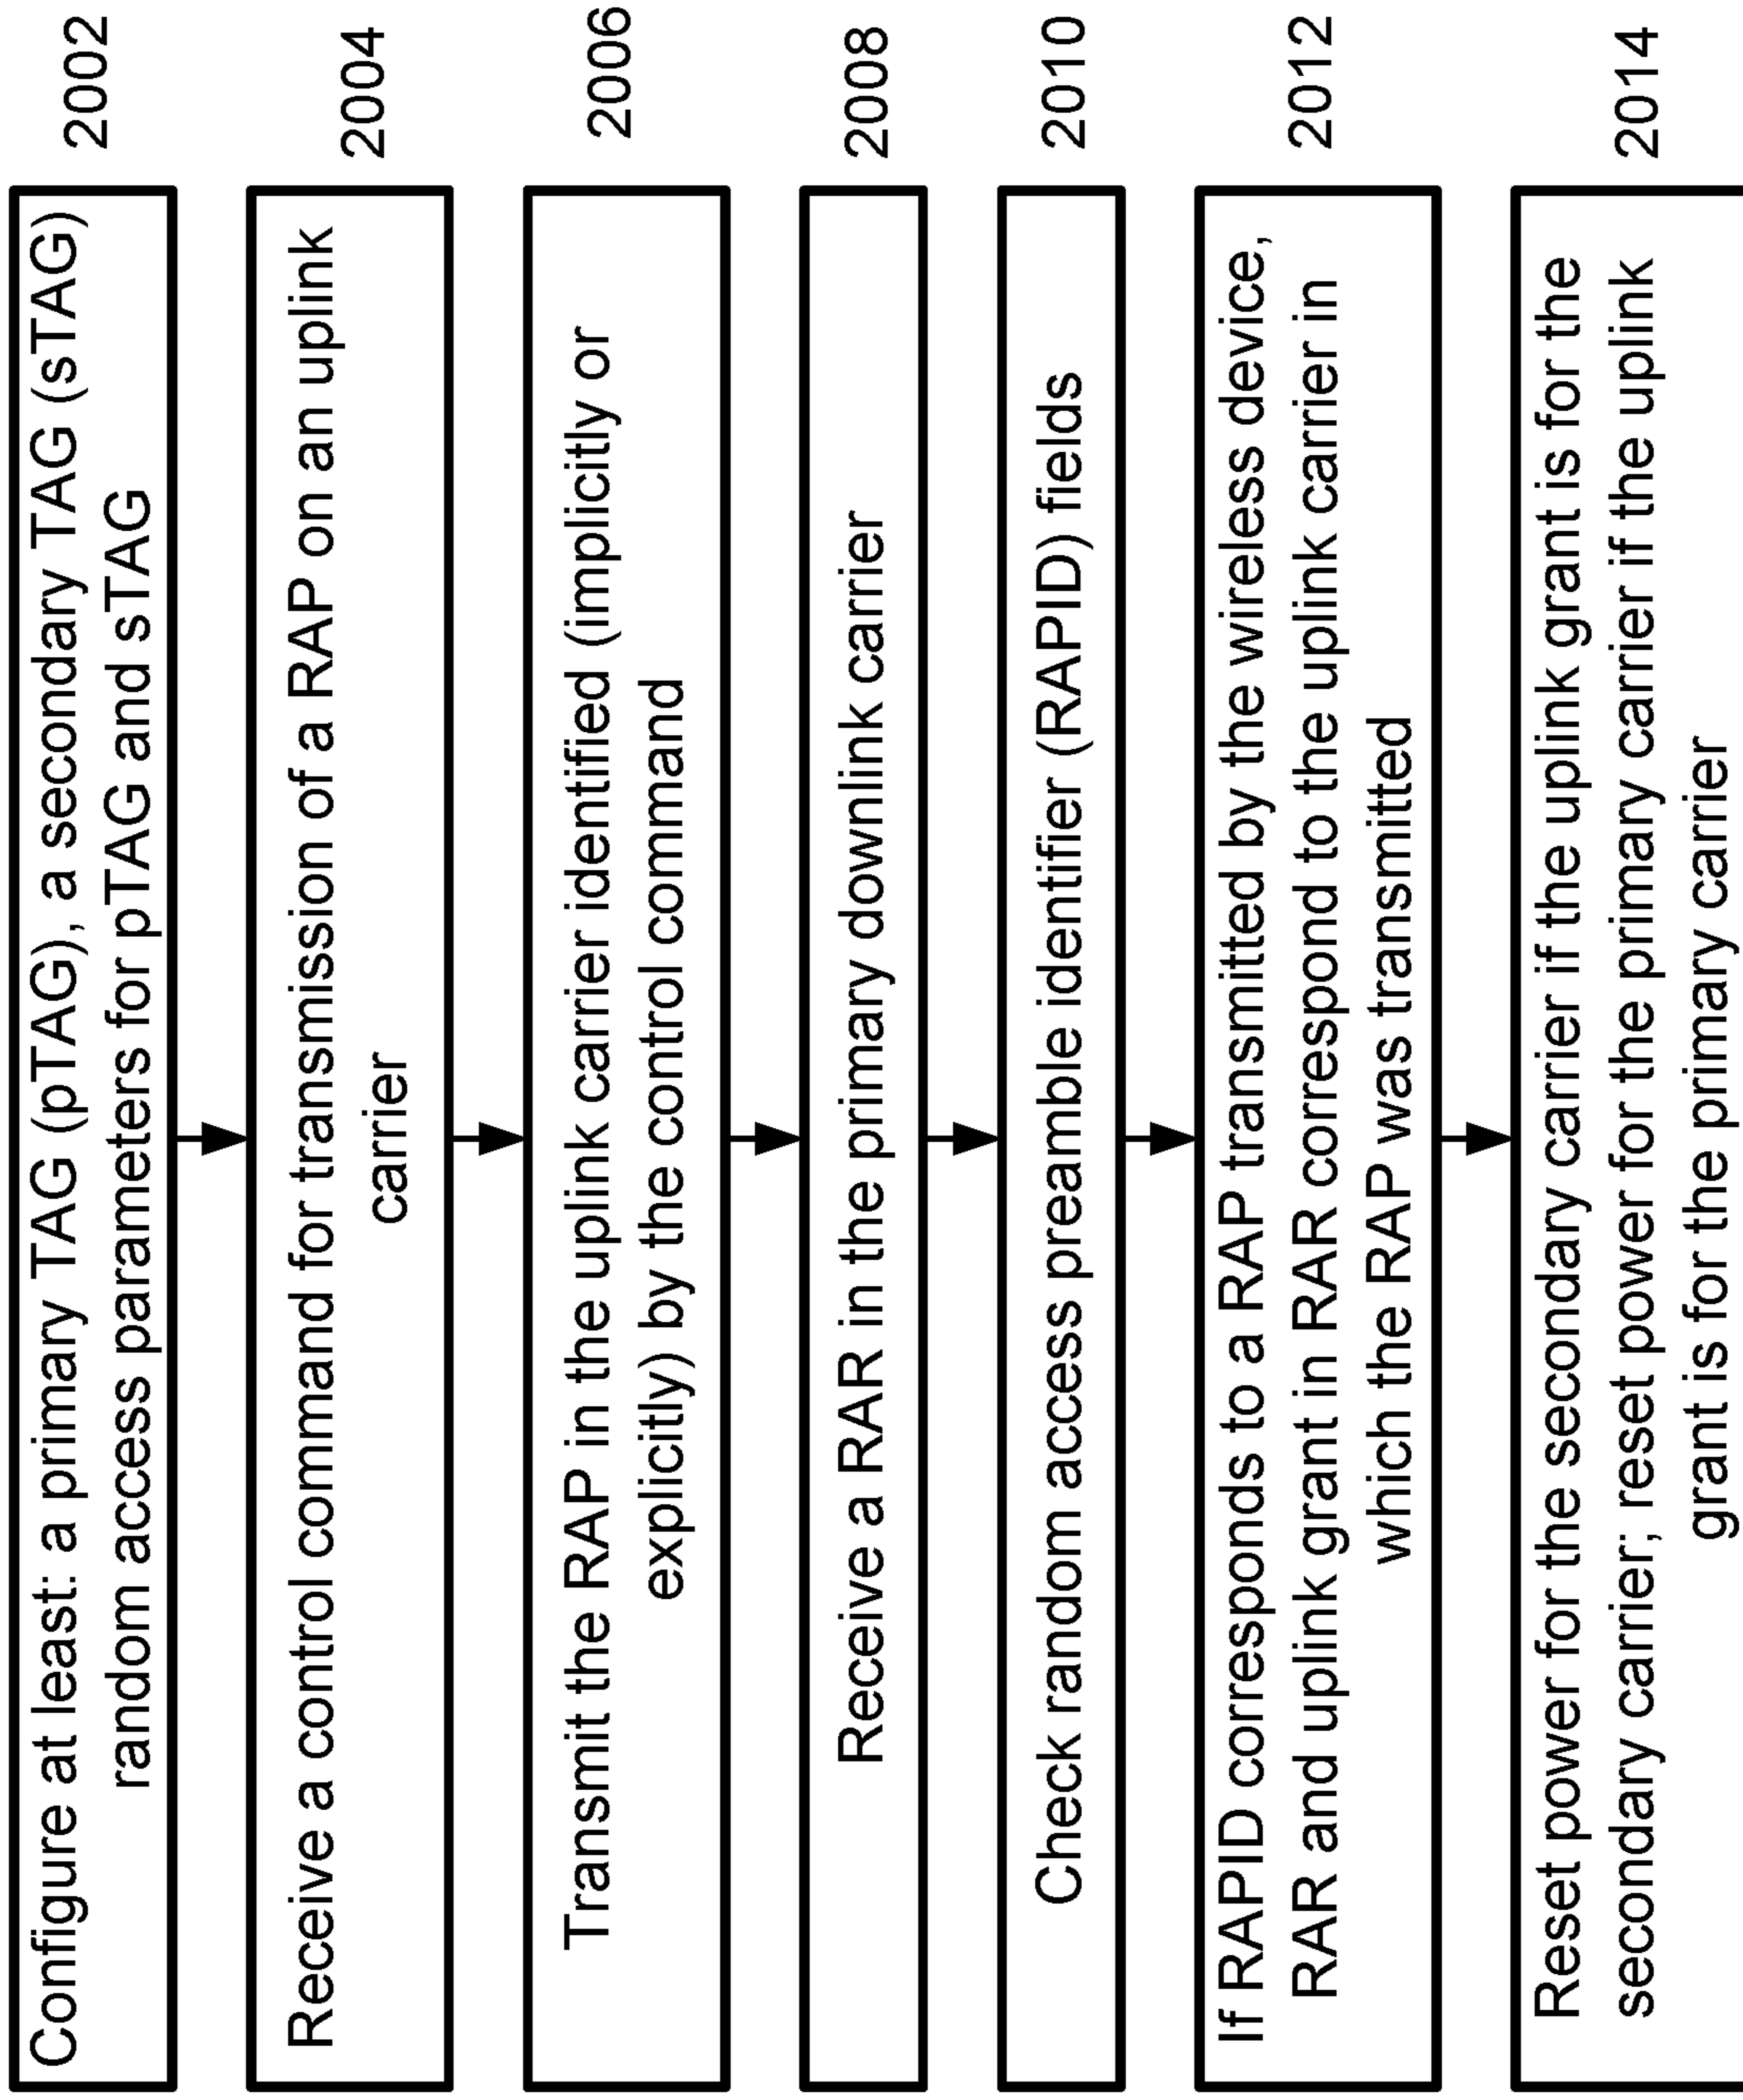 Configure at least: a primary TAG (pTAG), a secondary TAG (sTAG)
random access parameters for pTAG and sTAG
2002
Receive a control command for transmission of a RAP on an uplink
carrier
2004
Transmit the RAP in the uplink carrier identified (implicitly or
explicitly) by the control command
2006
Receive a RAR in the primary downlink carrier
2008
Check random access preamble identifier (RAPID) fields
2010
If RAPID corresponds to a RAP transmitted by the wireless device,
RAR and uplink grant in RAR correspond to the uplink carrier in
which the RAP was transmitted
2012
Reset power for the secondary carrier if the uplink grant is for the
secondary carrier; reset power for the primary carrier if the uplink
grant is for the primary carrier
2014